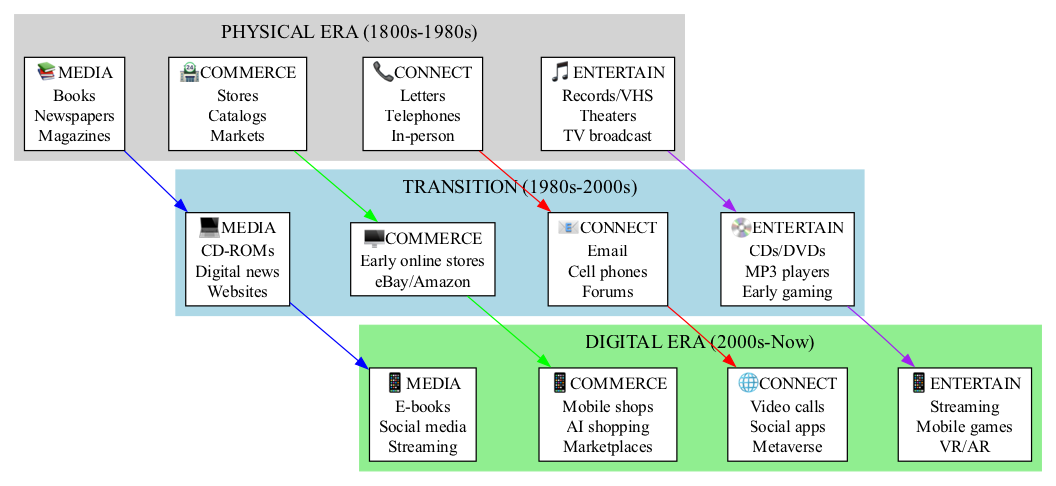 PHYSICAL ERA (1800s-1980s)
MEDIA
Books
Newspapers
Magazines
COMMERCE
Stores
Catalogs
Markets
CONNECT
Letters
Telephones
In-person
ENTERTAIN
Records/VHS
Theaters
TV broadcast
TRANSITION (1980s-2000s)
MEDIA
CD-ROMs
Digital news
Websites
COMMERCE
Early online stores
eBay/Amazon
CONNECT
Email
Cell phones
Forums
ENTERTAIN
CDs/DVDs
MP3 players
Early gaming
DIGITAL ERA (2000s-Now)
MEDIA
E-books
Social media
Streaming
COMMERCE
Mobile shops
AI shopping
Marketplaces
CONNECT
Video calls
Social apps
Metaverse
ENTERTAIN
Streaming
Mobile games
VR/AR